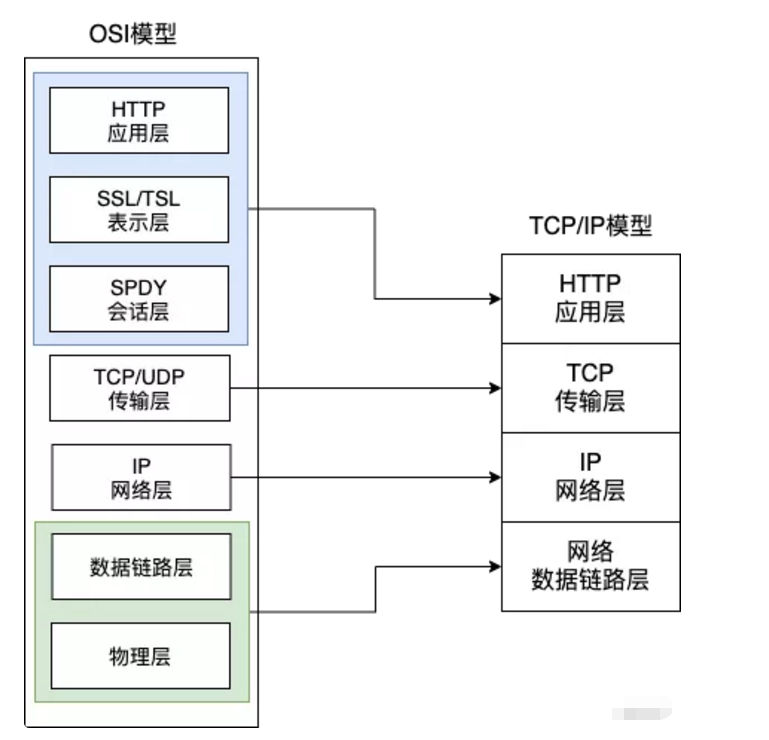 OSI模型
HTTP
应用层
SSL/TSL
表示层
SPDY
会话层
TCP/UDP
传输层
IP
网络层
数据链路层
物理层
TCP/IP模型
HTTP
应用层
TCP
传输层
IP
网络层
网络
数据链路层